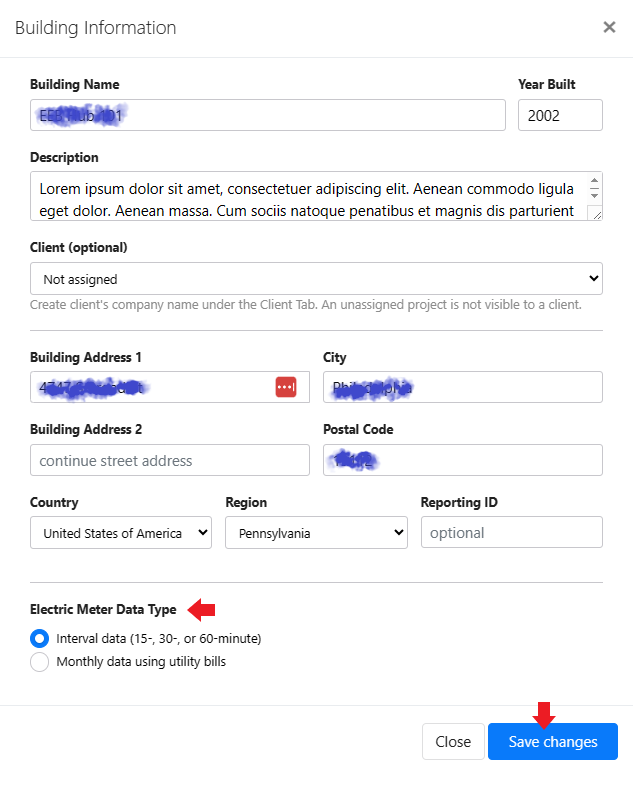 Building Information
Building Name
Year Built
2002
Description
Lorem ipsum dolor sit amet, consectetuer adipiscing elit. Aenean commodo ligula
eget dolor. Aenean massa. Cum sociis natoque penatibus et magnis dis parturient
Client (optional)
Not assigned
Create client's company name under the Client Tab. An unassigned project is not visible to a client.
Building Address 1
City
Building Address 2
Postal Code
continue street address
Country
Region
Reporting ID
United States of America
Pennsylvania
optional
Electric Meter Data Type
Interval data (15-, 30-, or 60-minute)
Monthly data using utility bills
Close
Save changes